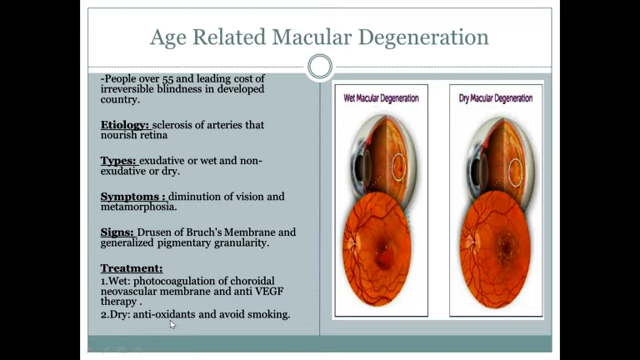 Age Related Macular Degeneration
-People over 55 and leading cost of
irreversible blindness in developed
country.
Etiology: sclerosis of arteries that
nourish retina
Types: exudative or wet and non-
exudative or dry.
Symptoms : diminution of vision and
metamorphosia.
Signs: Drusen of Bruch's Membrane and
generalized pigmentary granularity.
Treatment:
1.Wet: photocoagulation of choroidal
neovascular membrane and anti VEGF
therapy .
2.Dry: anti-oxidants and avoid smoking.
Wet Macular Degeneration
Dry Macular Degeneration